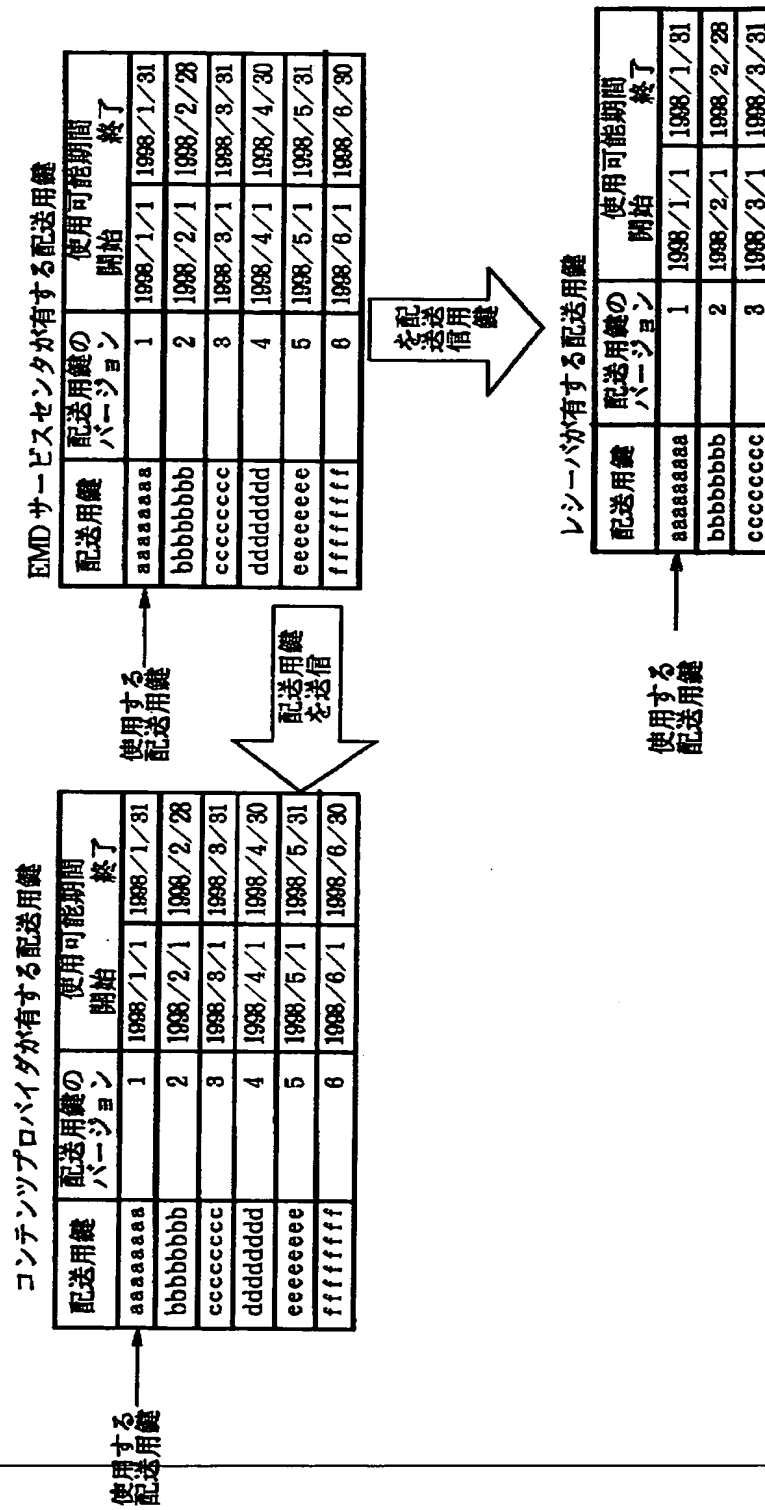 EMDサービスセンタが有する配送用鍵
配送用鍵 配送用鍵のバージョン 使用可能期間 開始 終了
aaaaaaaa 1 1998/1/1 1998/1/31
bbbbbbbb 2 1998/2/1 1998/2/28
cccccccc 3 1998/3/1 1998/3/31
dddddddd 4 1998/4/1 1998/4/30
eeeeeeee 5 1998/5/1 1998/5/31
ffffffff 6 1998/6/1 1998/6/30
使用する
配送用鍵
配送用鍵
を送信
配送用鍵
を送信
コンテンツプロバイダが有する配送用鍵
配送用鍵 配送用鍵のバージョン 使用可能期間 開始 終了
aaaaaaaa 1 1998/1/1 1998/1/31
bbbbbbbb 2 1998/2/1 1998/2/28
cccccccc 3 1998/3/1 1998/3/31
dddddddd 4 1998/4/1 1998/4/30
eeeeeeee 5 1998/5/1 1998/5/31
ffffffff 6 1998/6/1 1998/6/30
使用する
配送用鍵
レシーバが有する配送用鍵
配送用鍵 配送用鍵のバージョン 使用可能期間 開始 終了
aaaaaaaa 1 1998/1/1 1998/1/31
bbbbbbbb 2 1998/2/1 1998/2/28
cccccccc 3 1998/3/1 1998/3/31
使用する
配送用鍵